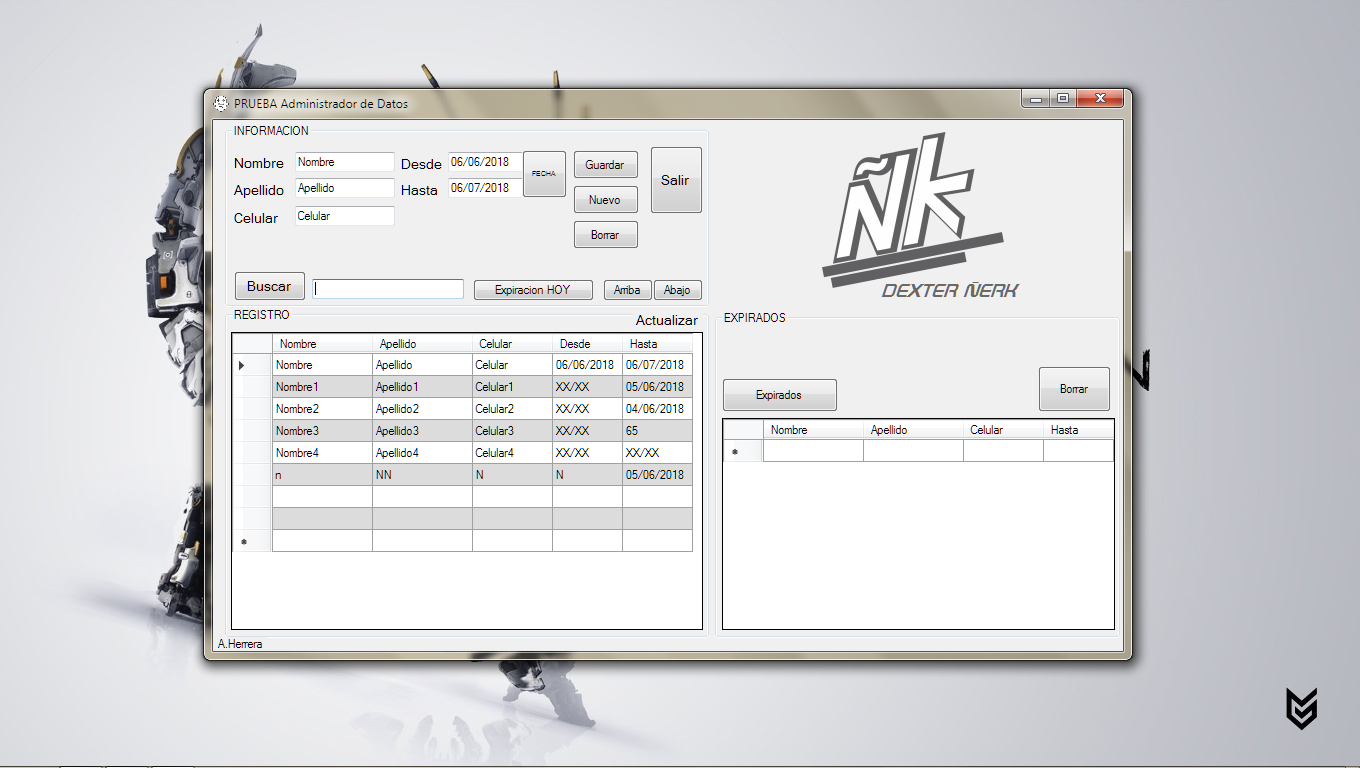 PRUEBA Administrador de Datos
INFORMACION
Nombre Nombre Desde 06/06/2018 FECHA Guardar Salir
Apellido Apellido Hasta 06/07/2018 Nuevo
Celular Celular Borrar
Buscar Expiracion HOY Arriba Abajo
ÑK
DEXTER ÑERK
REGISTRO Actualizar
Nombre Apellido Celular Desde Hasta
Nombre Apellido Celular 06/06/2018 06/07/2018
Nombre1 Apellido1 Celular1 XX/XX 05/06/2018
Nombre2 Apellido2 Celular2 XX/XX 04/06/2018
Nombre3 Apellido3 Celular3 XX/XX 65
Nombre4 Apellido4 Celular4 XX/XX XX/XX
n NN N N 05/06/2018
EXPIRADOS
Expirados Borrar
Nombre Apellido Celular Hasta
A.Herrera